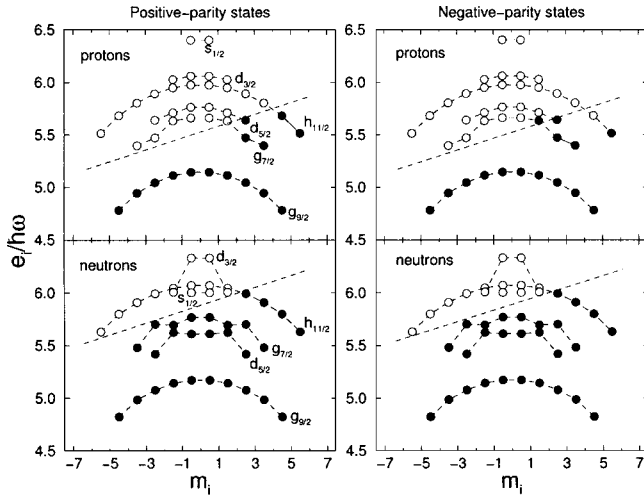 Positive-parity states
Negative-parity states
6.5
6.0
5.5
5.0
4.5
protons
s1/2
d3/2
h11/2
d5/2
g7/2
g9/2
protons
ei/ħω
6.5
6.0
5.5
5.0
4.5
neutrons
d3/2
s1/2
h11/2
g7/2
d5/2
g9/2
neutrons
-7 -5 -3 -1 1 3 5 7
-7 -5 -3 -1 1 3 5 7
mi
mi